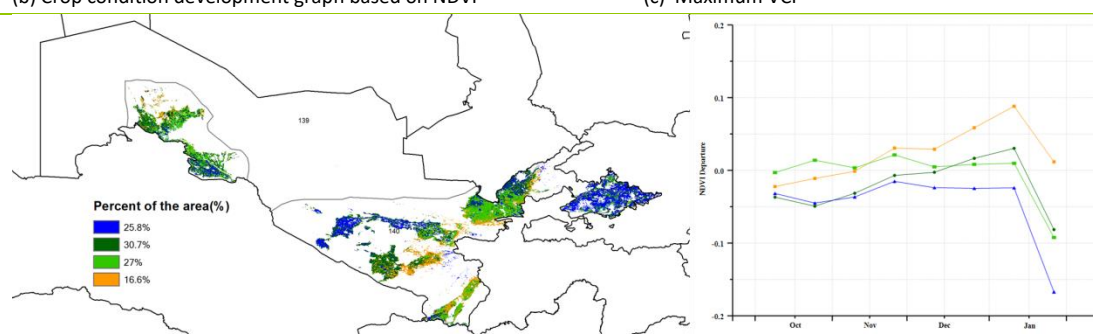 (b) Crop condition development graph based on NDVI
(c) Maximum VCI
139
140
Percent of the area(%)
25.8%
30.7%
27%
16.6%
NDVI Departure
0.2
0.1
0.0
-0.1
-0.2
Oct
Nov
Dec
Jan